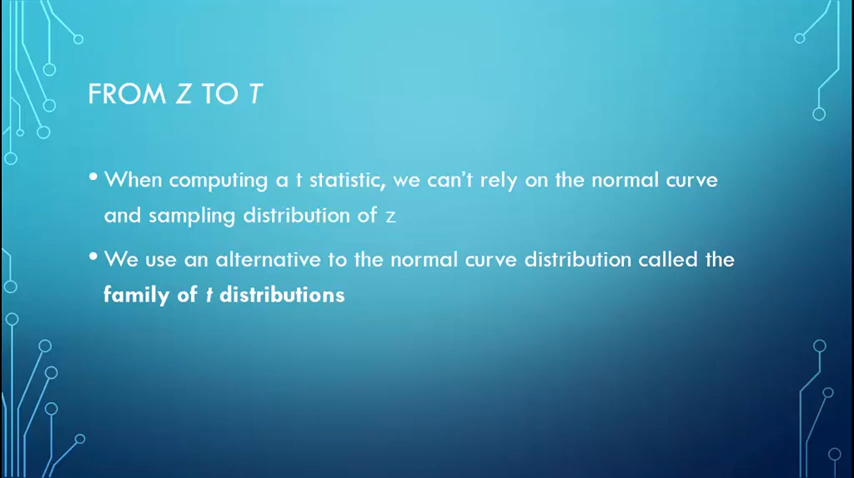 FROM Z TO T
• When computing a t statistic, we can't rely on the normal curve
and sampling distribution of z
• We use an alternative to the normal curve distribution called the
family of t distributions